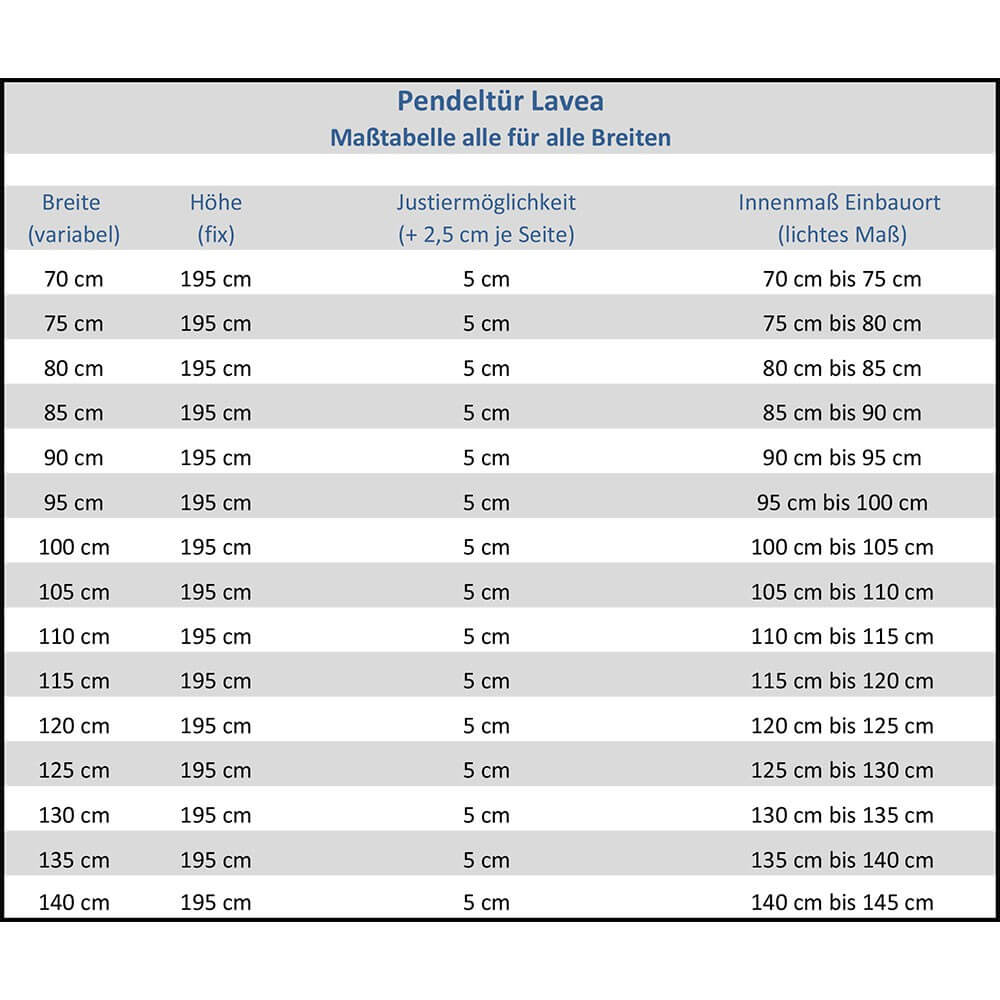 Pendeltür Lavea
Maßtabelle alle für alle Breiten
Breite Höhe Justiermöglichkeit Innenmaß Einbauort
(variabel) (fix) (+ 2,5 cm je Seite) (lichtes Maß)
70 cm 195 cm 5 cm 70 cm bis 75 cm
75 cm 195 cm 5 cm 75 cm bis 80 cm
80 cm 195 cm 5 cm 80 cm bis 85 cm
85 cm 195 cm 5 cm 85 cm bis 90 cm
90 cm 195 cm 5 cm 90 cm bis 95 cm
95 cm 195 cm 5 cm 95 cm bis 100 cm
100 cm 195 cm 5 cm 100 cm bis 105 cm
105 cm 195 cm 5 cm 105 cm bis 110 cm
110 cm 195 cm 5 cm 110 cm bis 115 cm
115 cm 195 cm 5 cm 115 cm bis 120 cm
120 cm 195 cm 5 cm 120 cm bis 125 cm
125 cm 195 cm 5 cm 125 cm bis 130 cm
130 cm 195 cm 5 cm 130 cm bis 135 cm
135 cm 195 cm 5 cm 135 cm bis 140 cm
140 cm 195 cm 5 cm 140 cm bis 145 cm